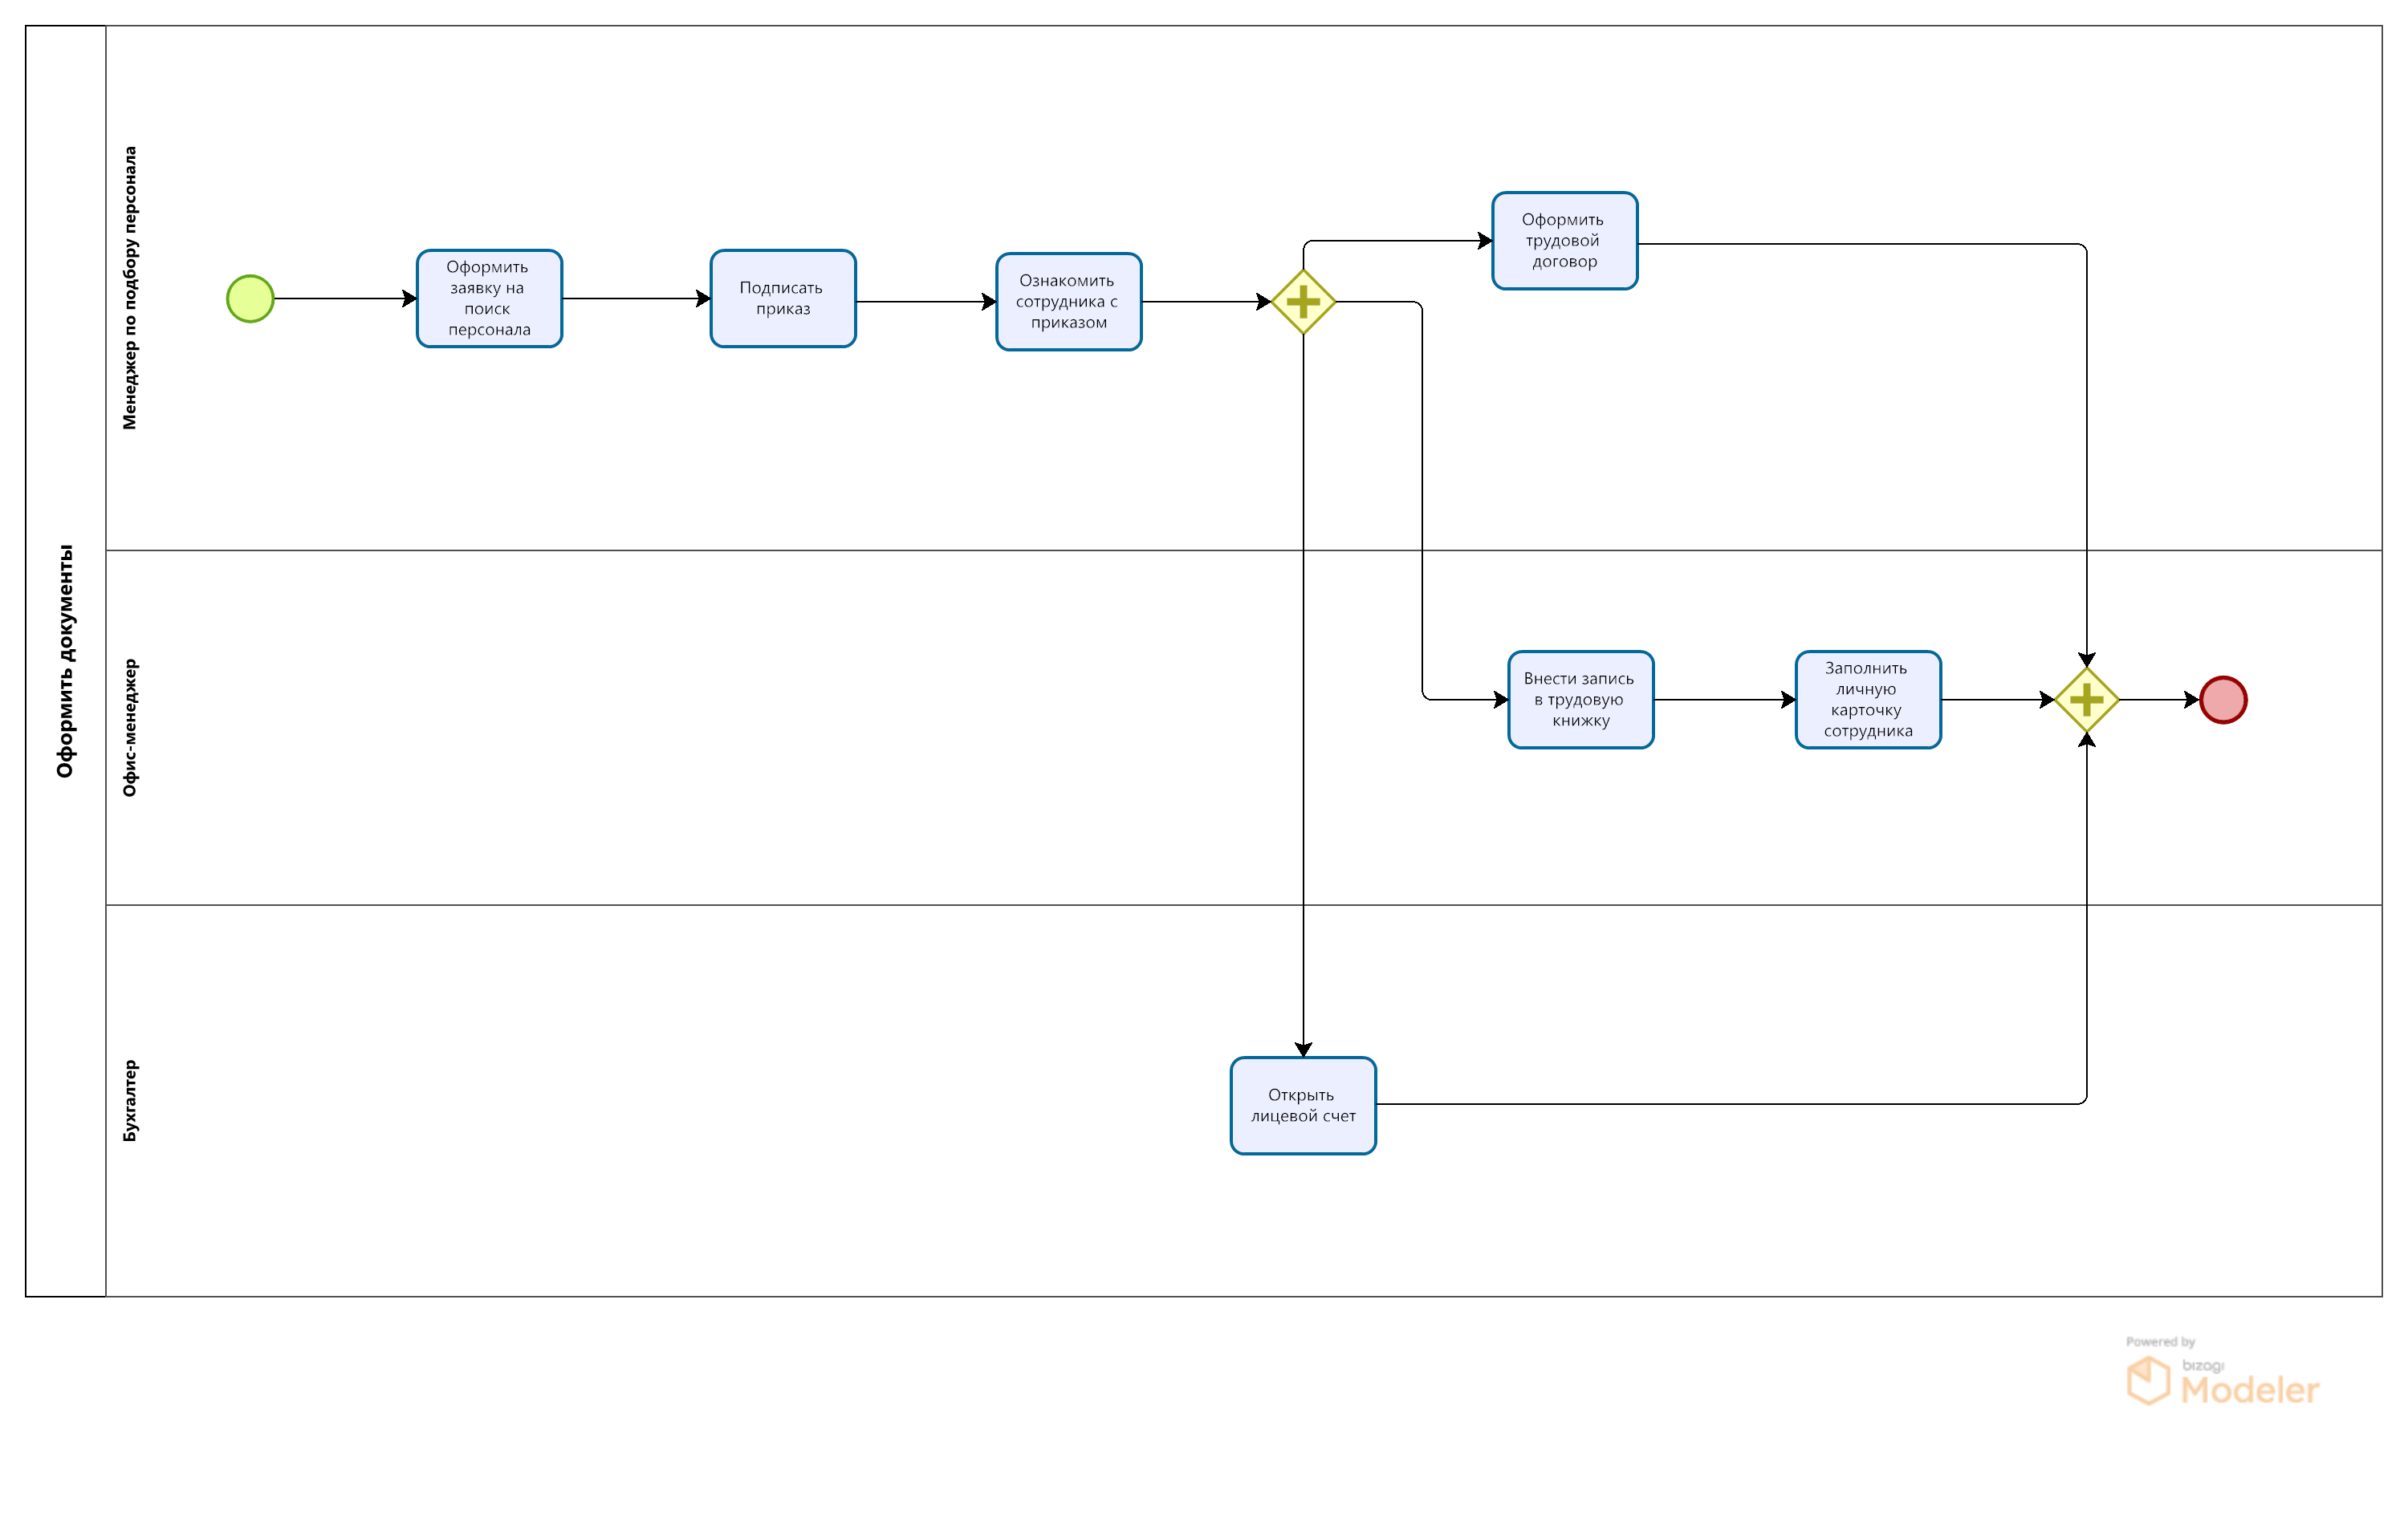 Оформить документы
Менеджер по подбору персонала
Оформить
заявку на
поиск
персонала
Подписать
приказ
Ознакомить
сотрудника с
приказом
Оформить
трудовой
договор
Офис-менеджер
Внести запись
в трудовую
книжку
Заполнить
личную
карточку
сотрудника
Бухгалтер
Открыть
лицевой счет
Powered by
bizagi
Modeler